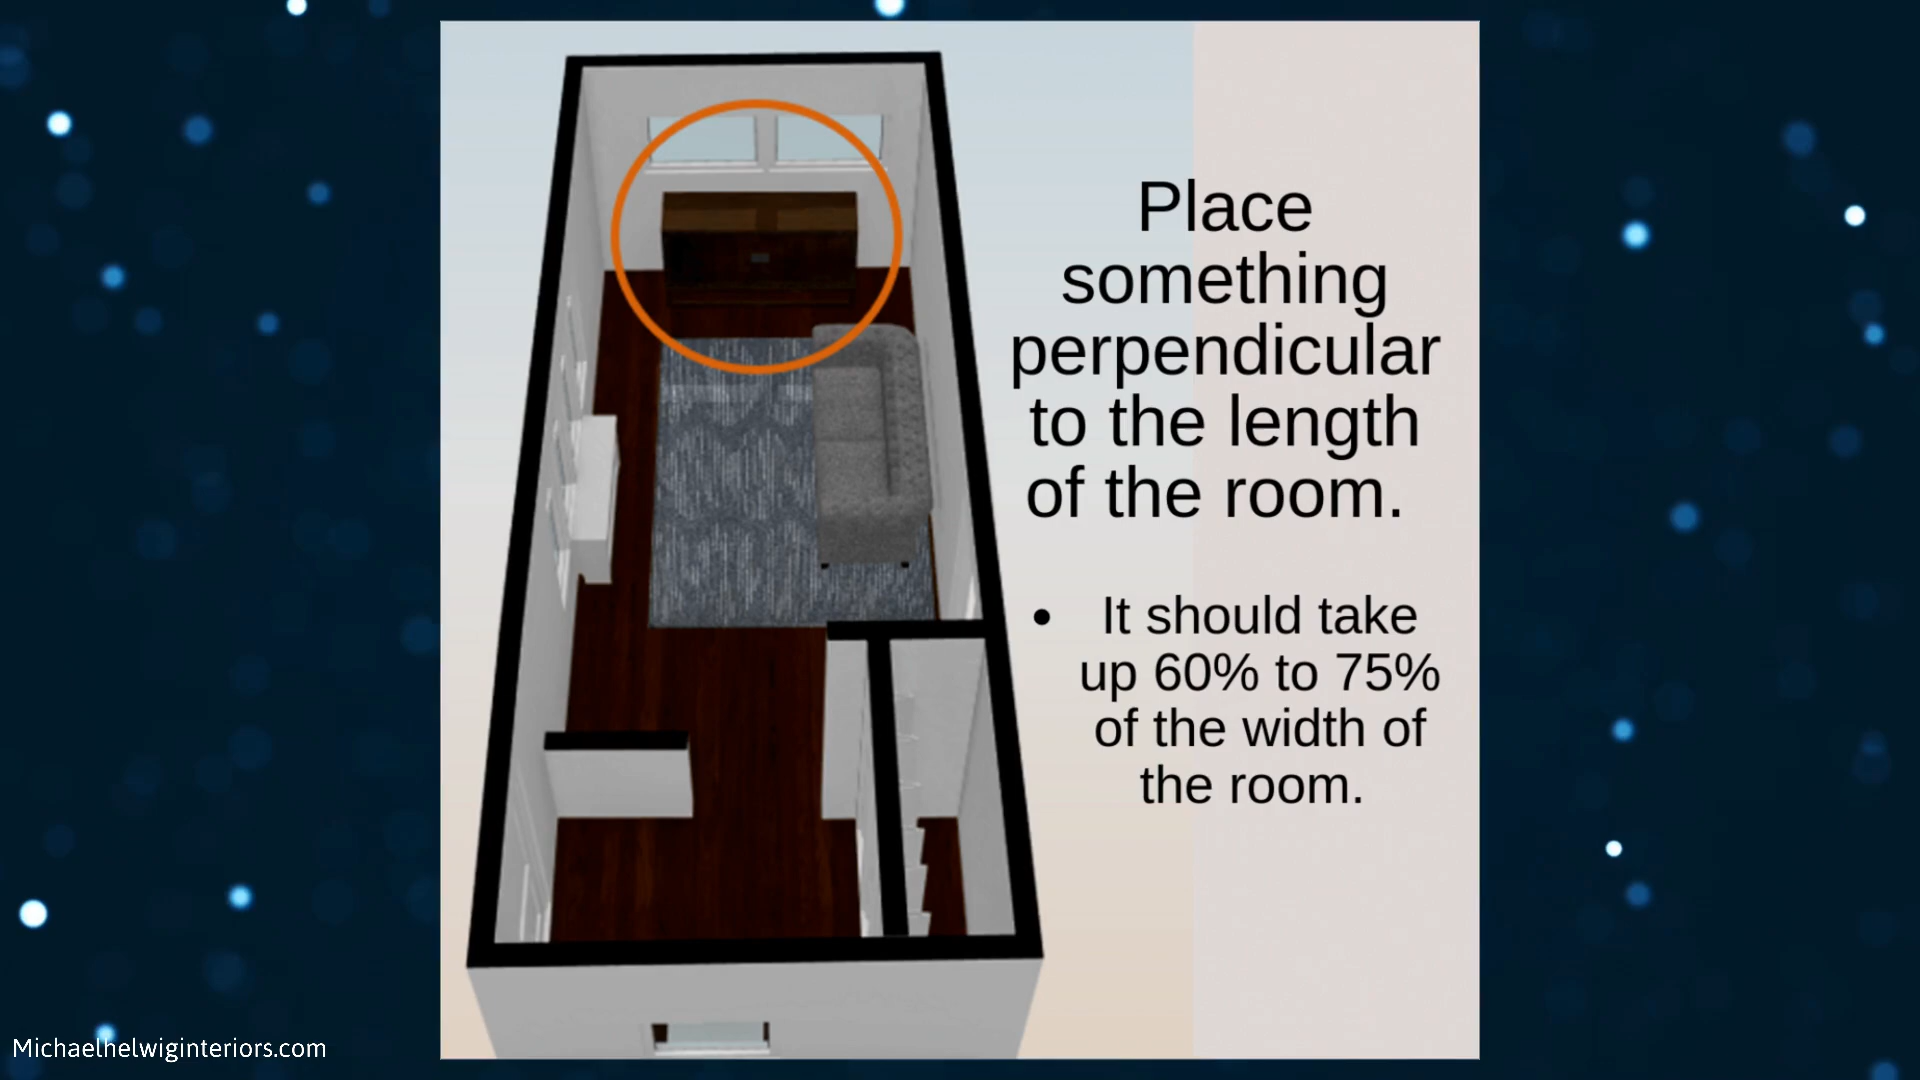 Place
something
perpendicular
to the length
of the room.
• It should take
up 60% to 75%
of the width of
the room.
Michaelhelwiginteriors.com